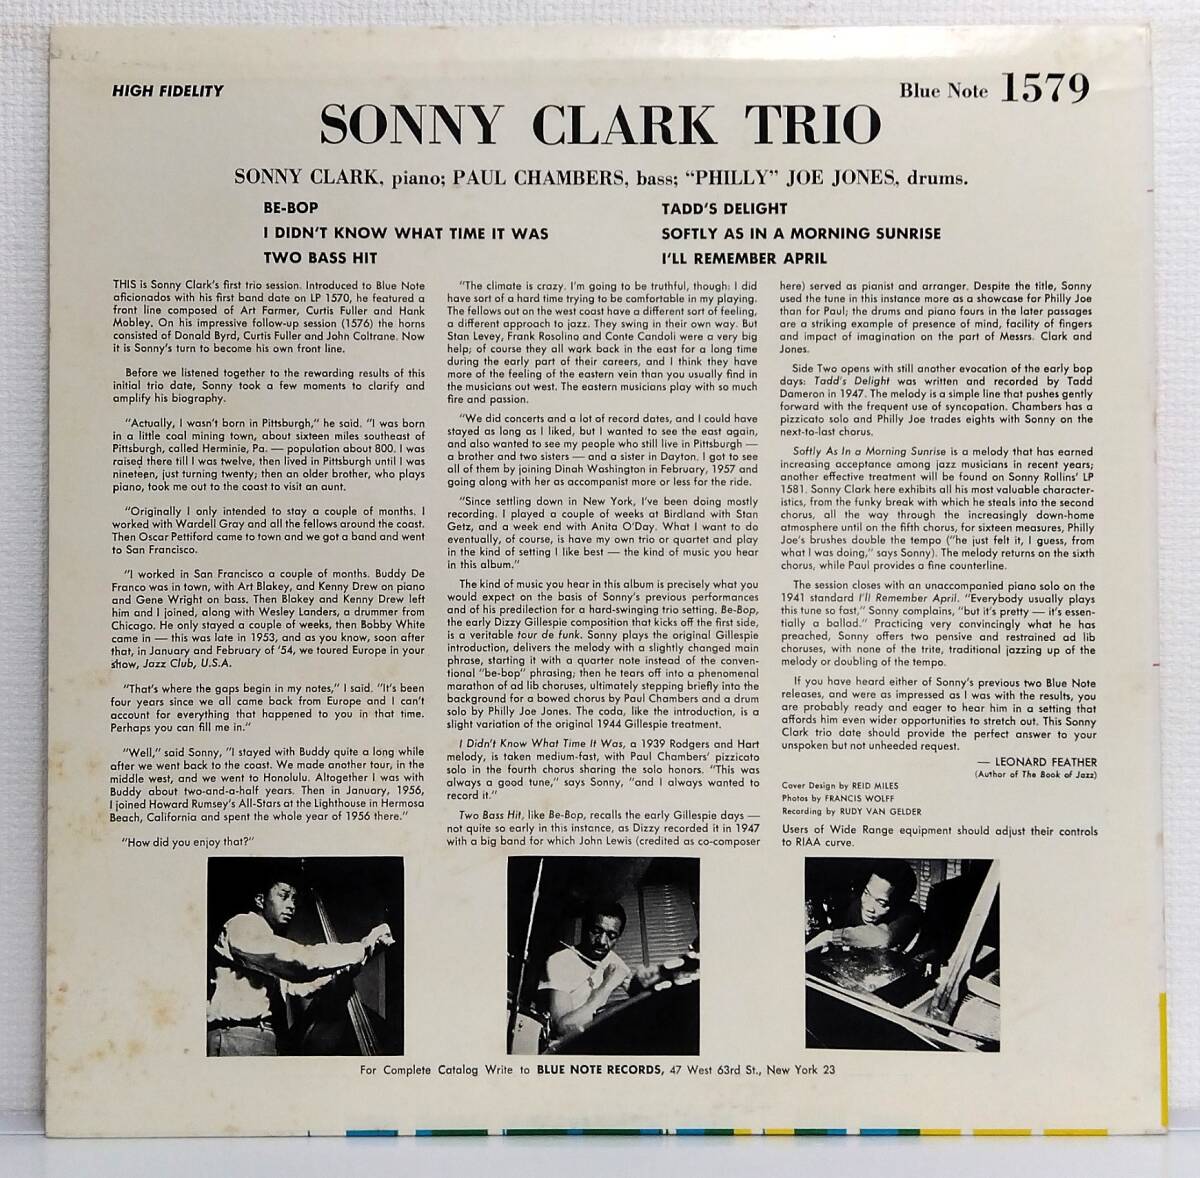 HIGH FIDELITY
Blue Note 1579
SONNY CLARK TRIO
SONNY CLARK, piano; PAUL CHAMBERS, bass; “PHILLY” JOE JONES, drums.
BE-BOP
I DIDN'T KNOW WHAT TIME IT WAS
TWO BASS HIT
TADD'S DELIGHT
SOFTLY AS IN A MORNING SUNRISE
I'LL REMEMBER APRIL
THIS is Sonny Clark's first trio session. Introduced to Blue Note
aficionados with his first band date on LP 1570, he featured a
front line composed of Art Farmer, Curtis Fuller and Hank
Mobley. On his impressive follow-up session (1576) the horns
consisted of Donald Byrd, Curtis Fuller and John Coltrane. Now
it is Sonny's turn to become his own front line.
Before we listened together to the rewarding results of this
initial trio date, Sonny took a few moments to clarify and
amplify his biography.
"Actually, I wasn't born in Pittsburgh," he said. "I was born
in a little coal mining town, about sixteen miles southeast of
Pittsburgh, called Herminie, Pa. — population about 800. I was
raised there till I was twelve, then lived in Pittsburgh until I was
nineteen, just turning twenty; then an older brother, who plays
piano, took me out to the coast to visit an aunt.
"Originally I only intended to stay a couple of months. I
worked with Wardell Gray and all the fellows around the coast.
Then Oscar Pettiford came to town and we got a band and went
to San Francisco.
"I worked in San Francisco a couple of months. Buddy De
Franco was in town, with Art Blakey, and Kenny Drew on piano
and Gene Wright on bass. Then Blakey and Kenny Drew left
him and I joined, along with Wesley Landers, a drummer from
Chicago. He only stayed a couple of weeks, then Bobby White
came in — this was late in 1953, and as you know, soon after
that, in January and February of '54, we toured Europe in your
show, Jazz Club, U.S.A.
"That's where the gaps begin in my notes," I said. "It's been
four years since we all came back from Europe and I can't
account for everything that happened to you in that time.
Perhaps you can fill me in."
"Well," said Sonny, "I stayed with Buddy quite a long while
after we went back to the coast. We made another tour, in the
middle west, and we went to Honolulu. Altogether I was with
Buddy about two-and-a-half years. Then in January, 1956,
I joined Howard Rumsey's All-Stars at the Lighthouse in Hermosa
Beach, California and spent the whole year of 1956 there."
"How did you enjoy that?"
"The climate is crazy. I'm going to be truthful, though: I did
have sort of a hard time trying to be comfortable in my playing.
The fellows out on the west coast have a different sort of feeling,
a different approach to jazz. They swing in their own way. But
Stan Levey, Frank Rosolino and Conte Candoli were a very big
help; of course they all work back in the east for a long time
during the early part of their careers, and I think they have
more of the feeling of the eastern vein than you usually find in
the musicians out west. The eastern musicians play with so much
fire and passion.
"We did concerts and a lot of record dates, and I could have
stayed as long as I liked, but I wanted to see the east again,
and also wanted to see my people who still live in Pittsburgh —
a brother and two sisters — and a sister in Dayton. I got to see
all of them by joining Dinah Washington in February, 1957 and
going along with her as accompanist more or less for the ride.
"Since settling down in New York, I've been doing mostly
recording. I played a couple of weeks at Birdland with Stan
Getz, and a week end with Anita O'Day. What I want to do
eventually, of course, is have my own trio or quartet and play
in the kind of setting I like best — the kind of music you hear
in this album."
The kind of music you hear in this album is precisely what you
would expect on the basis of Sonny's previous performances
and of his predilection for a hard-swinging trio setting. Be-Bop,
the early Dizzy Gillespie composition that kicks off the first side,
is a veritable tour de funk. Sonny plays the original Gillespie
introduction, delivers the melody with a slightly changed main
phrase, starting it with a quarter note instead of the conven-
tional "be-bop" phrasing; then he tears off into a phenomenal
marathon of ad lib choruses, ultimately stepping briefly into the
background for a bowed chorus by Paul Chambers and a drum
solo by Philly Joe Jones. The coda, like the introduction, is a
slight variation of the original 1944 Gillespie treatment.
I Didn't Know What Time It Was, a 1939 Rodgers and Hart
melody, is taken medium-fast, with Paul Chambers' pizzicato
solo in the fourth chorus sharing the solo honors. "This was
always a good tune," says Sonny, "and I always wanted to
record it."
Two Bass Hit, like Be-Bop, recalls the early Gillespie days —
not quite so early in this instance, as Dizzy recorded it in 1947
with a big band for which John Lewis (credited as co-composer
here) served as pianist and arranger. Despite the title, Sonny
used the tune in this instance more as a showcase for Philly Joe
than for Paul; the drums and piano fours in the later passages
are a striking example of presence of mind, facility of fingers
and impact of imagination on the part of Messrs. Clark and
Jones.
Side Two opens with still another evocation of the early bop
days: Tadd's Delight was written and recorded by Tadd
Dameron in 1947. The melody is a simple line that pushes gently
forward with the frequent use of syncopation. Chambers has a
pizzicato solo and Philly Joe trades eights with Sonny on the
next-to-last chorus.
Softly As In a Morning Sunrise is a melody that has earned
increasing acceptance among jazz musicians in recent years;
another effective treatment will be found on Sonny Rollins' LP
1581. Sonny Clark here exhibits all his most valuable character-
istics, from the funky break with which he steals into the second
chorus, all the way through the increasingly down-home
atmosphere until on the fifth chorus, for sixteen measures, Philly
Joe's brushes double the tempo ("he just felt it, I guess, from
what I was doing," says Sonny). The melody returns on the sixth
chorus, while Paul provides a fine counterline.
The session closes with an unaccompanied piano solo on the
1941 standard I'll Remember April. "Everybody usually plays
this tune so fast," Sonny complains, "but it's pretty — it's essen-
tially a ballad." Practicing very convincingly what he has
preached, Sonny offers two pensive and restrained ad lib
choruses, with none of the trite, traditional jazzing up of the
melody or doubling of the tempo.
If you have heard either of Sonny's previous two Blue Note
releases, and were as impressed as I was with the results, you
are probably ready and eager to hear him in a setting that
affords him even wider opportunities to stretch out. This Sonny
Clark trio date should provide the perfect answer to your
unspoken but not unheeded request.
— LEONARD FEATHER
(Author of The Book of Jazz)
Cover Design by REID MILES
Photos by FRANCIS WOLFF
Recording by RUDY VAN GELDER
Users of Wide Range equipment should adjust their controls
to RIAA curve.
For Complete Catalog Write to BLUE NOTE RECORDS, 47 West 63rd St., New York 23